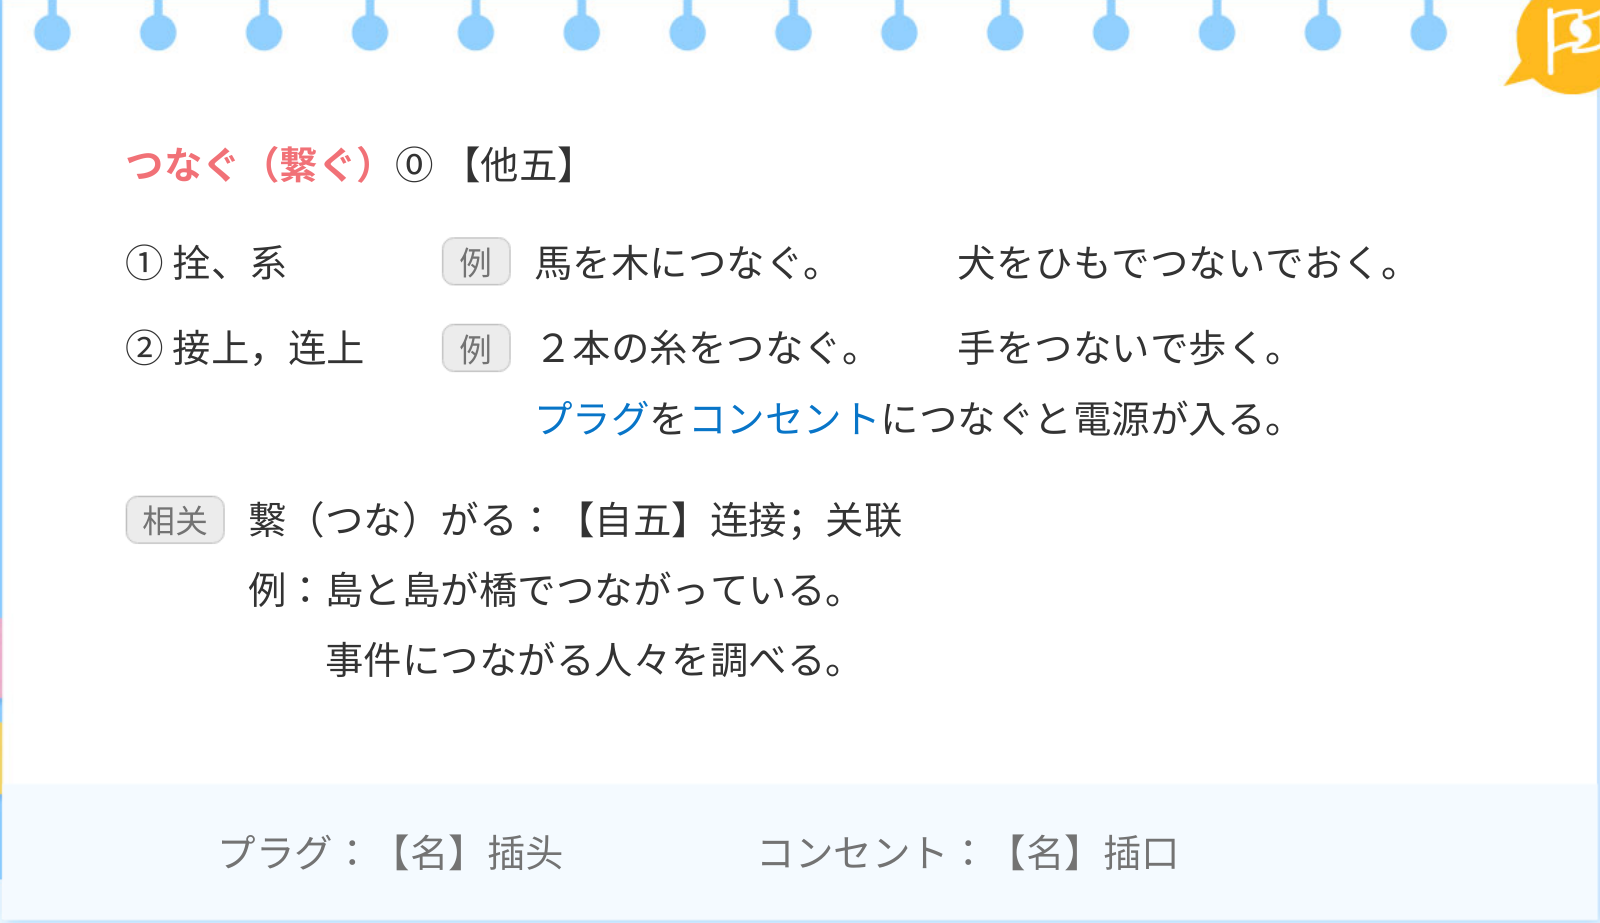 つなぐ（繋ぐ）⓪ 【他五】
① 拴、系 例 馬を木につなぐ。 犬をひもでつないでおく。
② 接上，连上 例 ２本の糸をつなぐ。 手をつないで歩く。
プラグをコンセントにつなぐと電源が入る。
相关 繋（つな）がる：【自五】连接；关联
例：島と島が橋でつながっている。
事件につながる人々を調べる。
プラグ：【名】插头 コンセント：【名】插口